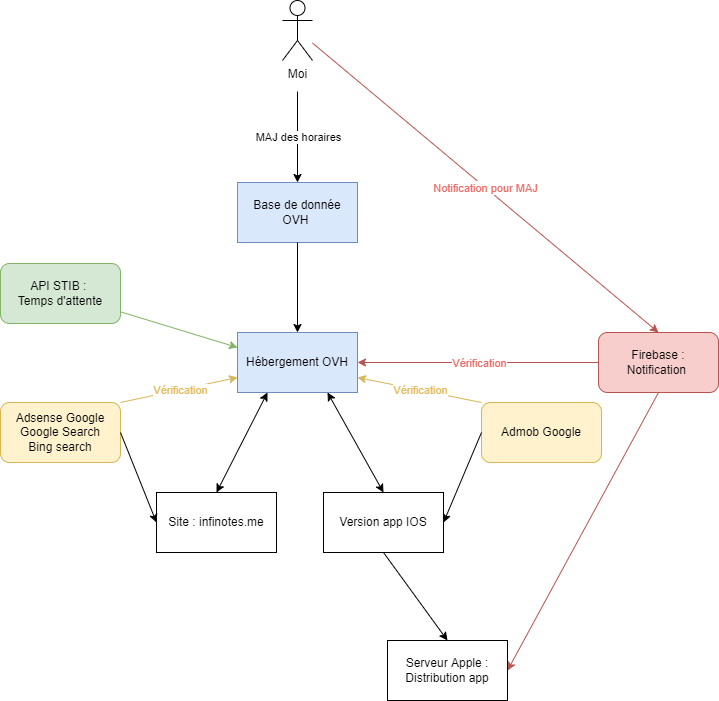 Moi
MAJ des horaires
Notification pour MAJ
Base de donnée
OVH
API STIB :
Temps d'attente
Hébergement OVH
Vérification
Firebase :
Notification
Vérification
Vérification
Adsense Google
Google Search
Bing search
Admob Google
Site : infinotes.me
Version app IOS
Serveur Apple :
Distribution app